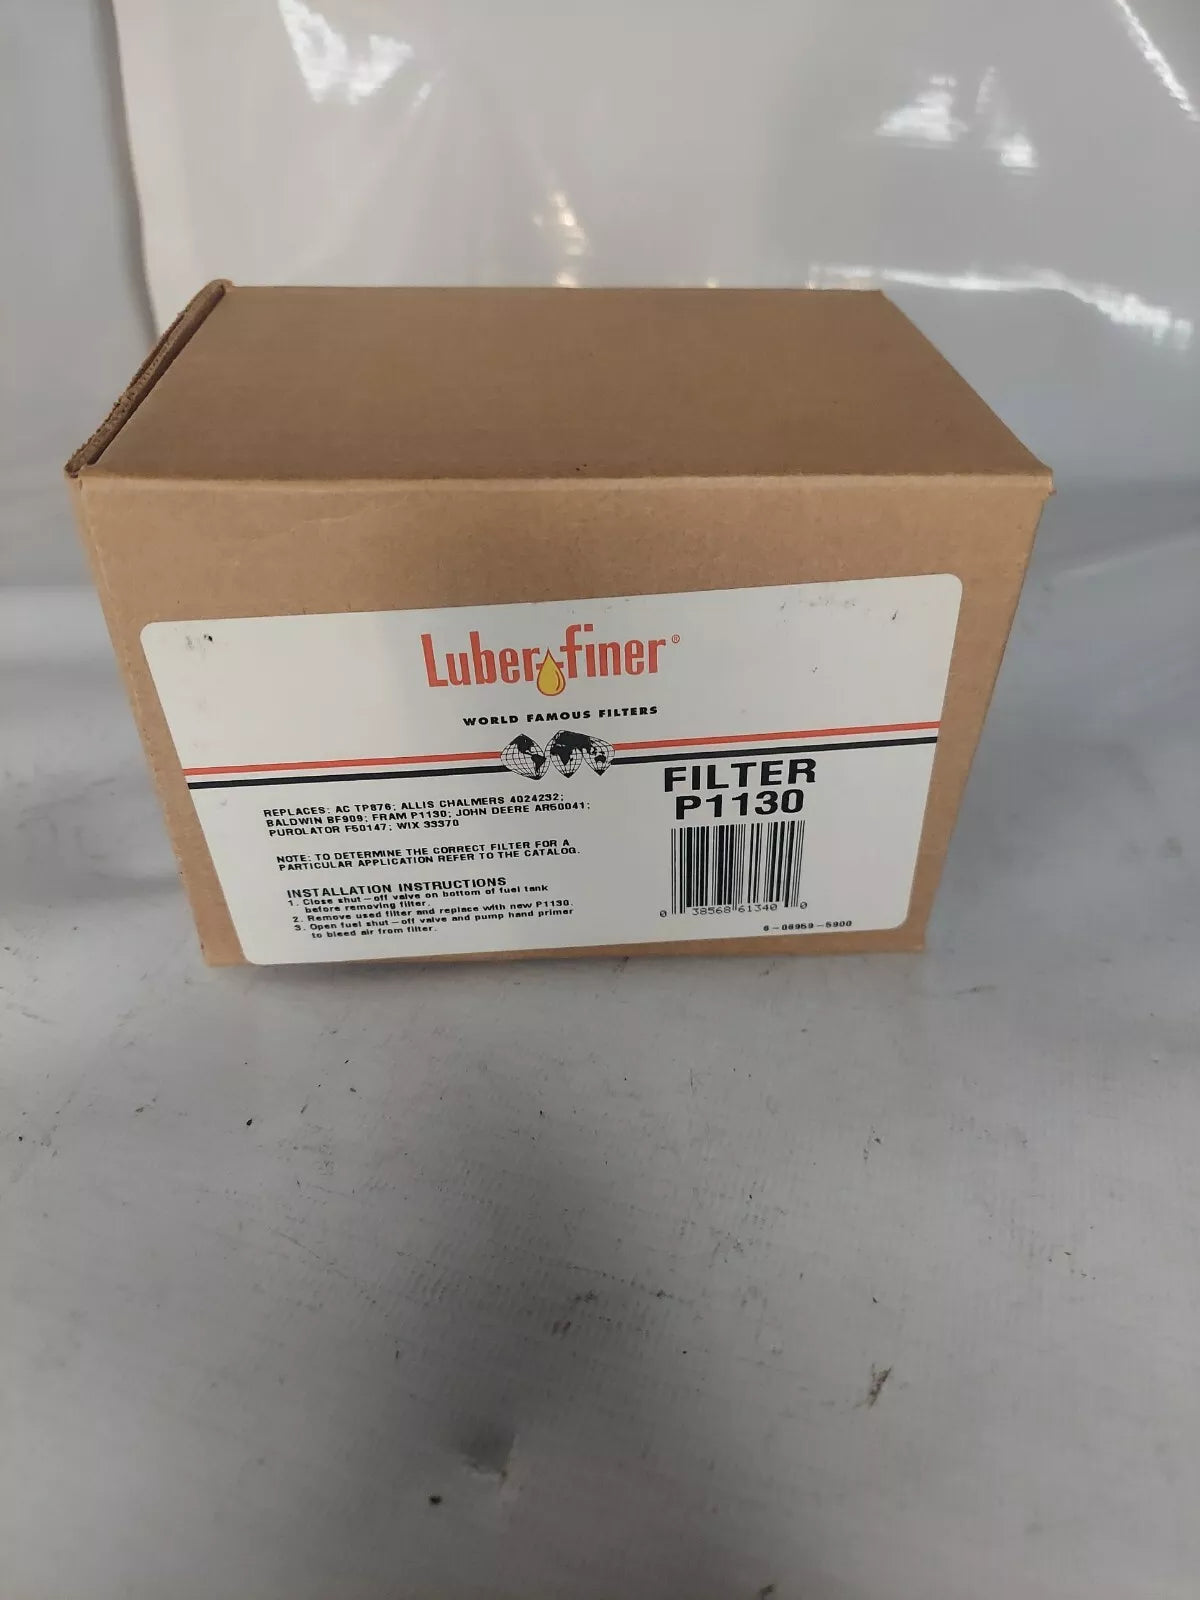 Luber-finer®
WORLD FAMOUS FILTERS
FILTER
P1130
REPLACES: AC TP876; ALLIS CHALMERS 4024232;
BALDWIN BF909; FRAM P1130; JOHN DEERE AR50041;
PUROLATOR F50147; WIX 33370
NOTE: TO DETERMINE THE CORRECT FILTER FOR A
PARTICULAR APPLICATION REFER TO THE CATALOG.
INSTALLATION INSTRUCTIONS
1. Close shut-off valve on bottom of fuel tank
before removing filter.
2. Remove used filter and replace with new P1130.
3. Open fuel shut-off valve and pump hand primer
to bleed air from filter.
0 38568 61340 0
6-08959-5900